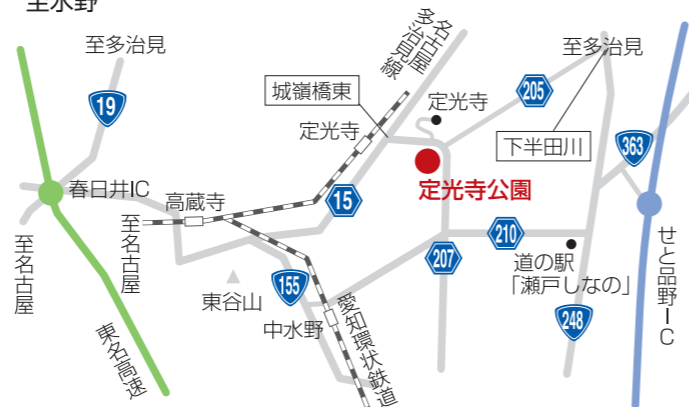 至水野
至多治見
名古屋
多治見線
至多治見
19
城嶺橋東
定光寺
205
定光寺
下半田川
363
春日井IC
高蔵寺
15
定光寺公園
至名古屋
至名古屋
東谷山
155
207
210
道の駅
「瀬戸しなの」
せと品野IC
中水野
愛知環状鉄道
248
東名高速